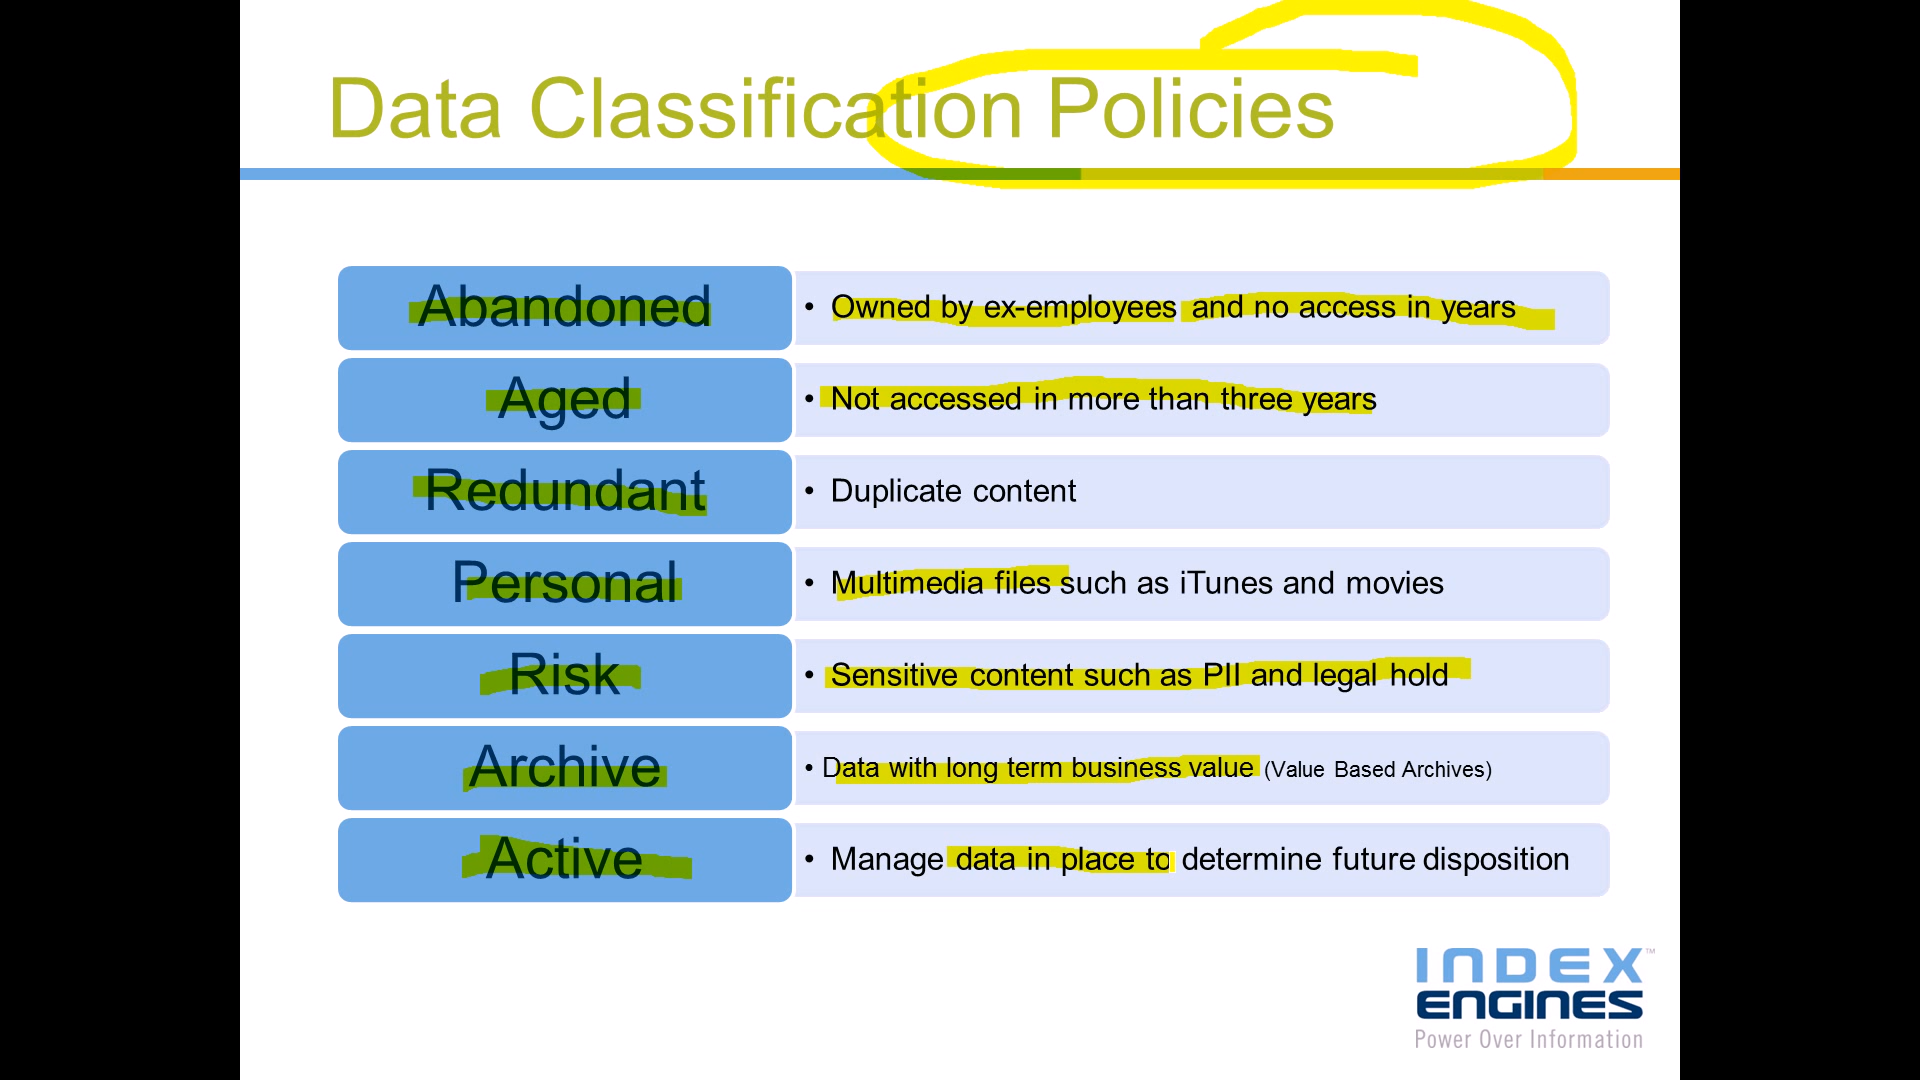 Data Classification Policies
Abandoned
• Owned by ex-employees and no access in years
Aged
• Not accessed in more than three years
Redundant
• Duplicate content
Personal
• Multimedia files such as iTunes and movies
Risk
• Sensitive content such as PII and legal hold
Archive
• Data with long term business value (Value Based Archives)
Active
• Manage data in place to determine future disposition
INDEX™
ENGINES
Power Over Information